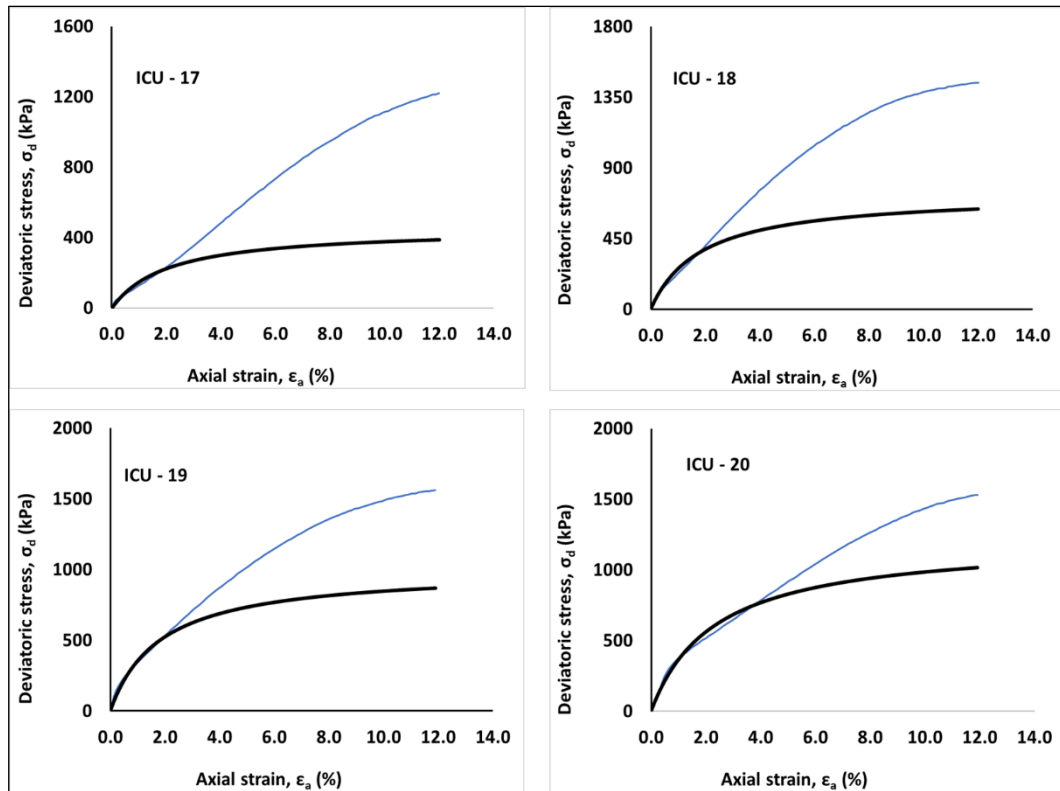 ICU - 17
Deviatoric stress, σd (kPa)
1600
1200
800
400
0
0.0 2.0 4.0 6.0 8.0 10.0 12.0 14.0
Axial strain, εa (%)
ICU - 18
Deviatoric stress, σd (kPa)
1800
1350
900
450
0
0.0 2.0 4.0 6.0 8.0 10.0 12.0 14.0
Axial strain, εa (%)
ICU - 19
Deviatoric stress, σd (kPa)
2000
1500
1000
500
0
0.0 2.0 4.0 6.0 8.0 10.0 12.0 14.0
Axial strain, εa (%)
ICU - 20
Deviatoric stress, σd (kPa)
2000
1500
1000
500
0
0.0 2.0 4.0 6.0 8.0 10.0 12.0 14.0
Axial strain, εa (%)